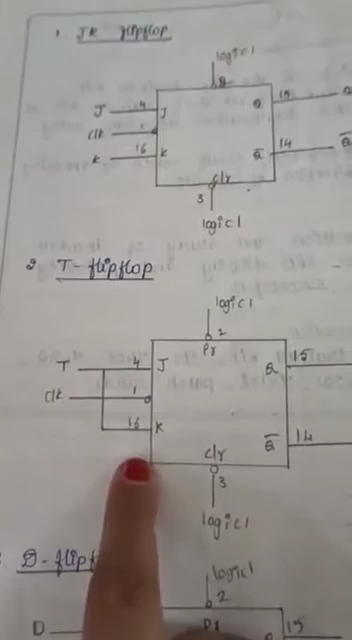 1. JK flipflop
logic 1
J 4 J Q 15 Q
Clk
K 16 K Q̅ 14 Q̅
Clr
3
logic 1
2 T-flipflop
logic 1
2
Pr
T 4 J Q 15
Clk 1
16 K Q̅ 14
Clr
3
logic 1
D-flipf
logic 1
2
Pr
D 15